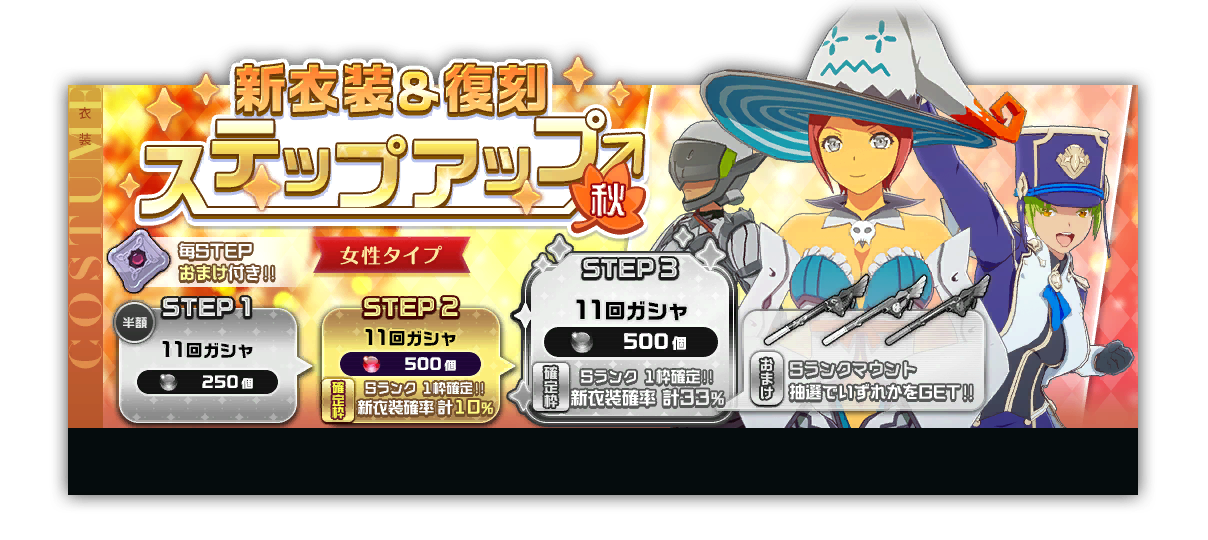 COSTUME
衣装
新衣装&復刻
ステップアップ
秋
毎STEP
おまけ付き!!
女性タイプ
半額
STEP 1
11回ガシャ
250個
STEP 2
11回ガシャ
500個
確定枠
Sランク 1枠確定!!
新衣装確率 計10%
STEP 3
11回ガシャ
500個
確定枠
Sランク 1枠確定!!
新衣装確率 計33%
おまけ
Sランクマウント
抽選でいずれかをGET!!